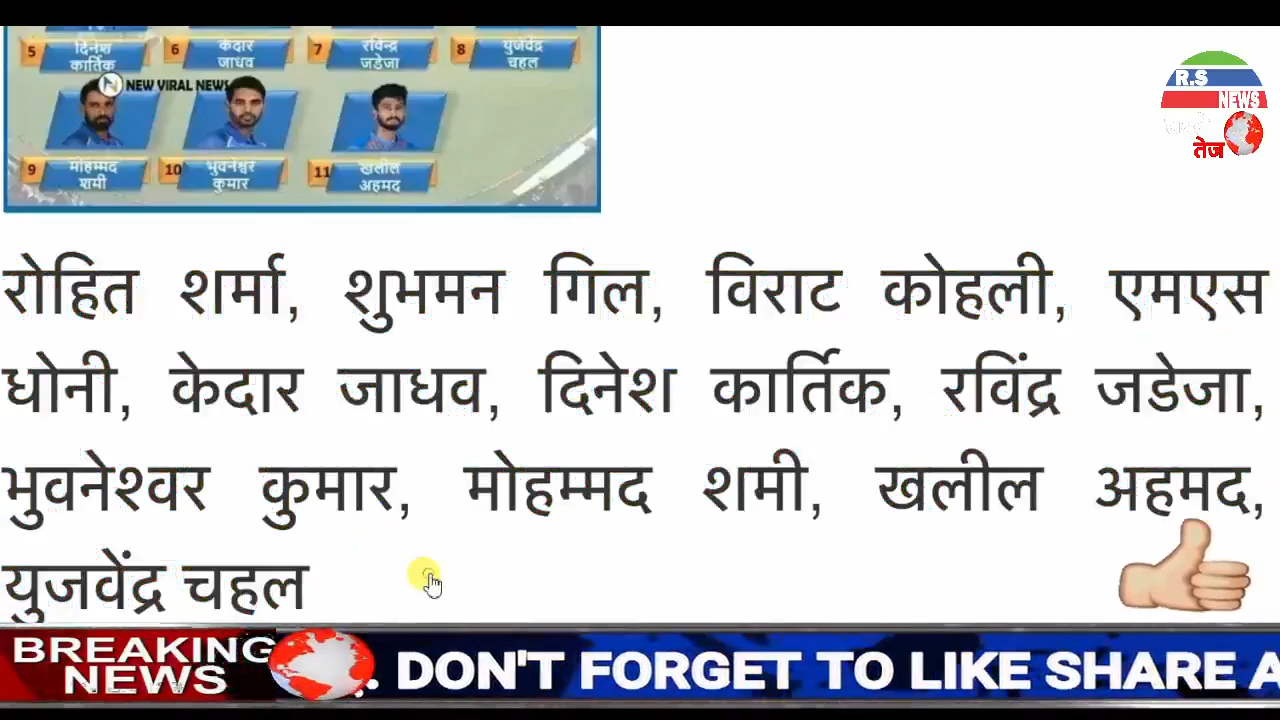 5 दिनेश कार्तिक
6 केदार जाधव
7 रविन्द्र जडेजा
8 युजवेंद्र चहल
NEW VIRAL NEWS
9 मोहम्मद शमी
10 भुवनेश्वर कुमार
11 खलील अहमद
R.S
NEWS
तेज
रोहित शर्मा, शुभमन गिल, विराट कोहली, एमएस
धोनी, केदार जाधव, दिनेश कार्तिक, रविंद्र जडेजा,
भुवनेश्वर कुमार, मोहम्मद शमी, खलील अहमद,
युजवेंद्र चहल
BREAKING
NEWS
DON'T FORGET TO LIKE SHARE A